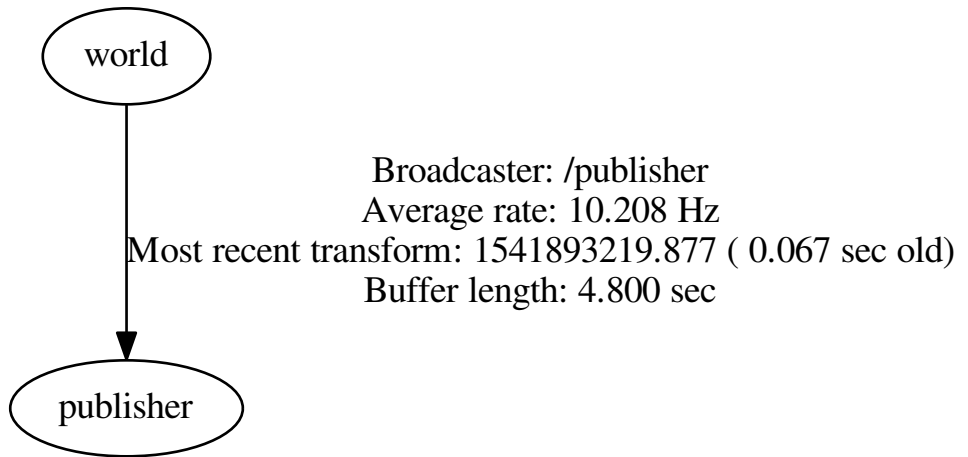 world
Broadcaster: /publisher
Average rate: 10.208 Hz
Most recent transform: 1541893219.877 ( 0.067 sec old)
Buffer length: 4.800 sec
publisher